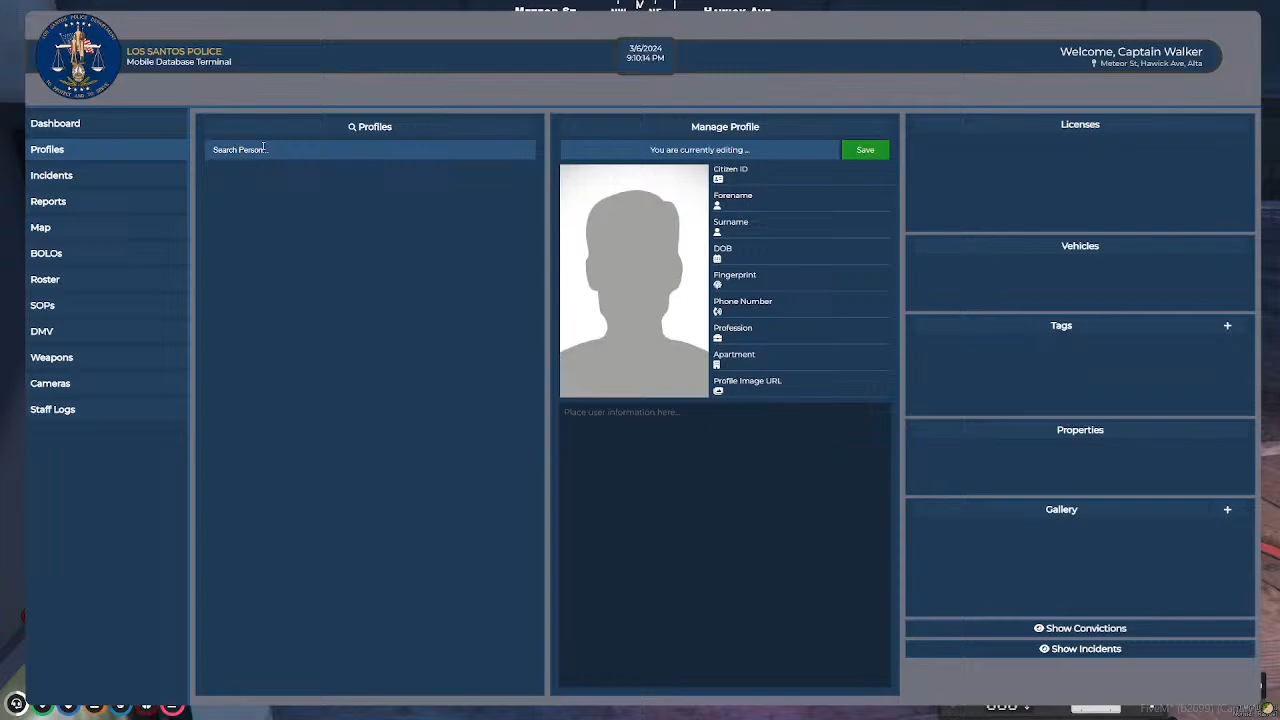 LOS SANTOS POLICE
Mobile Database Terminal
3/6/2024
9:10:14 PM
Welcome, Captain Walker
Meteor St, Hawick Ave, Alta
Dashboard
Profiles
Incidents
Reports
Map
BOLOs
Roster
SOPs
DMV
Weapons
Cameras
Staff Logs
Profiles
Search Person...
Manage Profile
You are currently editing ...
Save
Citizen ID
Forename
Surname
DOB
Fingerprint
Phone Number
Profession
Apartment
Profile Image URL
Place user information here...
Licenses
Vehicles
Tags
+
Properties
Gallery
+
Show Convictions
Show Incidents